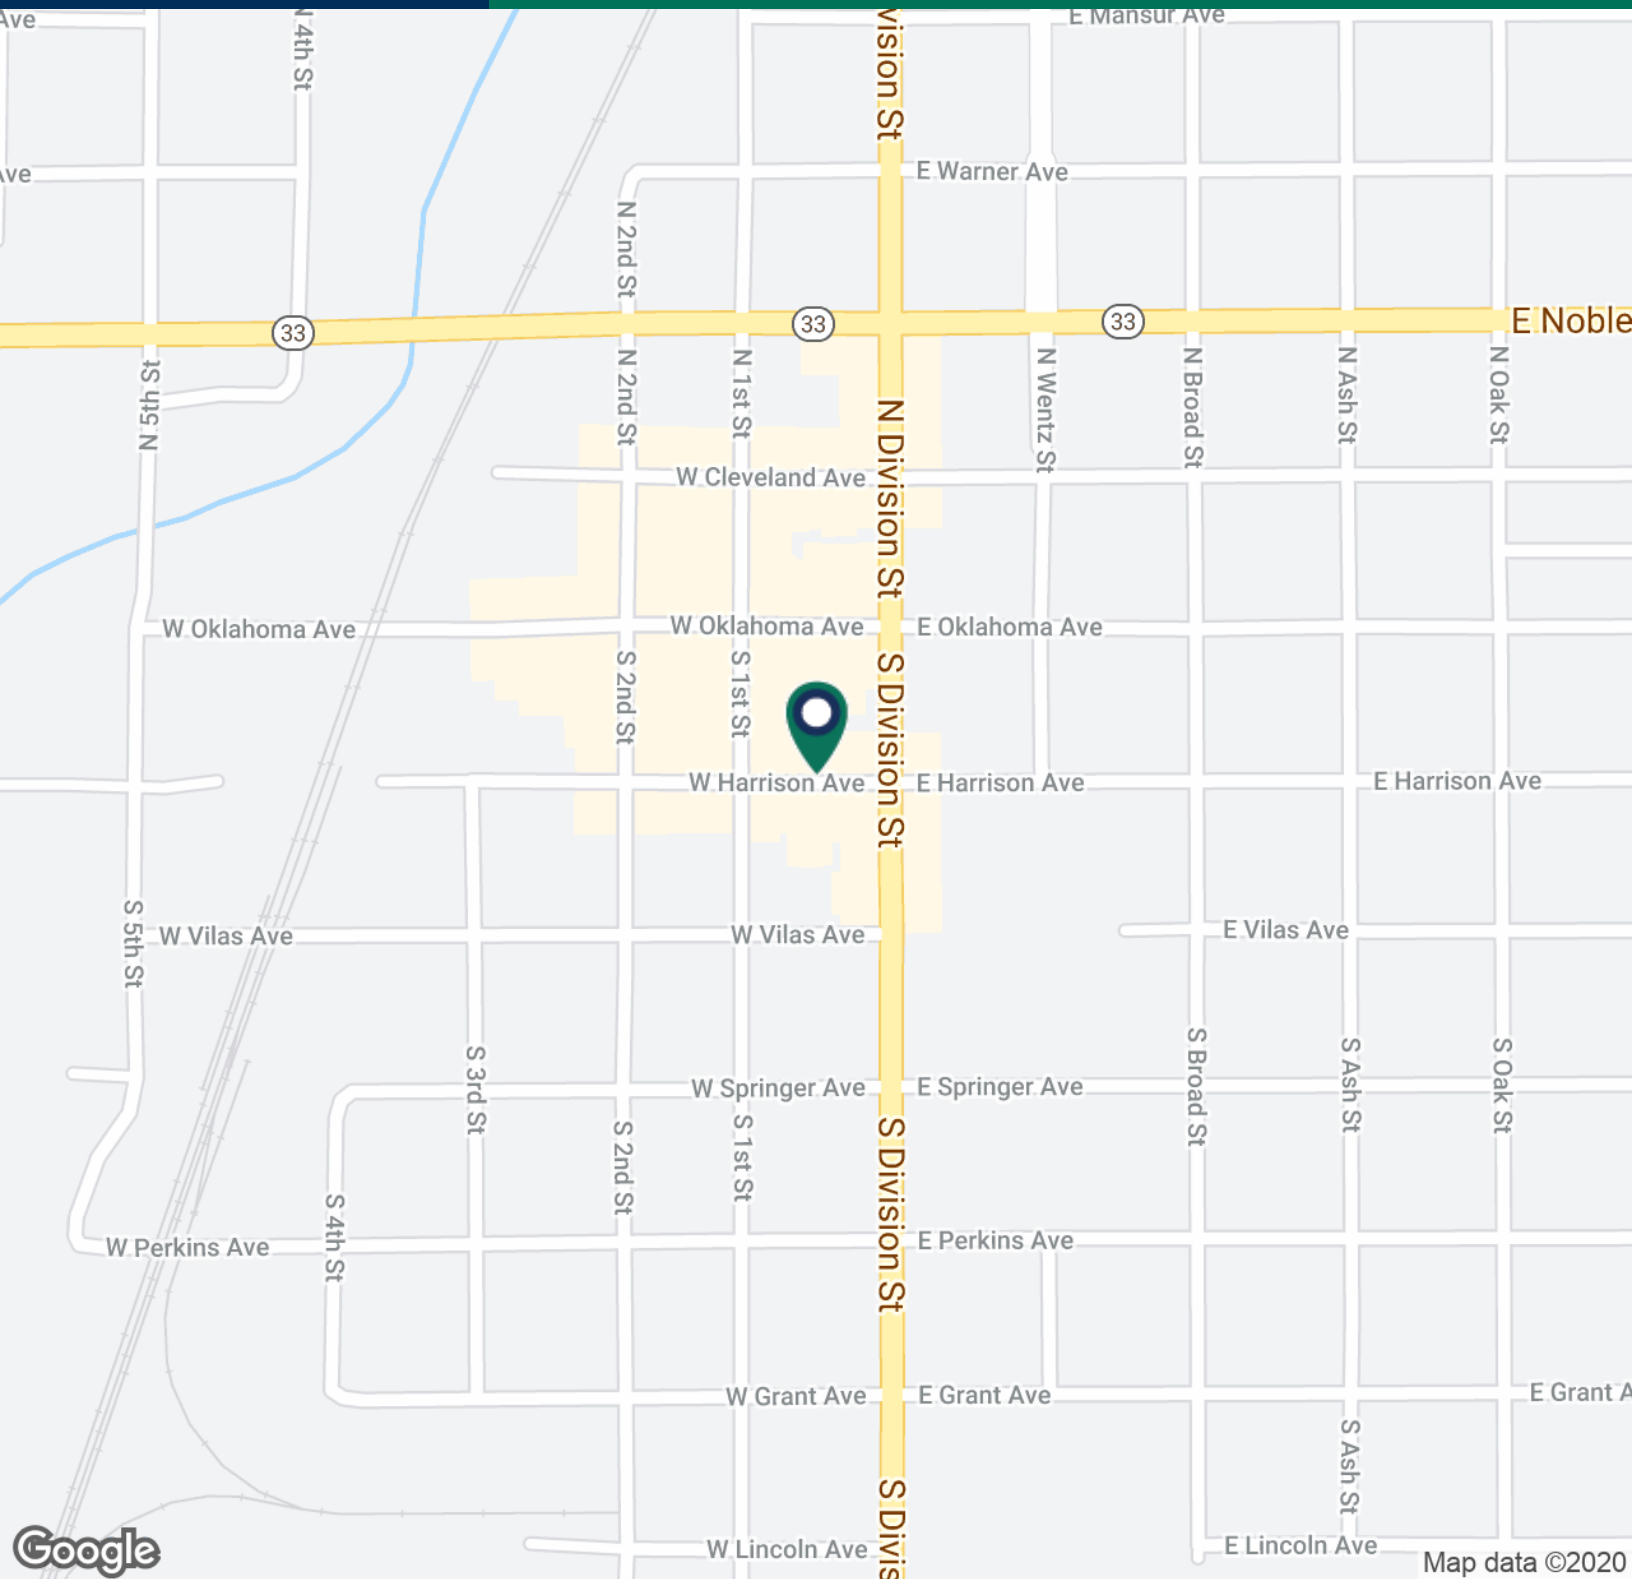 Ave
N 4th St
vision St
E Mansur Ave
Ave
E Warner Ave
N 2nd St
33
33
33
E Noble
N 5th St
N 2nd St
N 1st St
N Division St
N Wentz St
N Broad St
N Ash St
N Oak St
W Cleveland Ave
W Oklahoma Ave
W Oklahoma Ave
E Oklahoma Ave
S 2nd St
S 1st St
S Division St
W Harrison Ave
E Harrison Ave
E Harrison Ave
S 5th St
W Vilas Ave
W Vilas Ave
E Vilas Ave
S 3rd St
W Springer Ave
E Springer Ave
S Broad St
S Ash St
S Oak St
S 2nd St
S 1st St
S Division St
S 4th St
W Perkins Ave
E Perkins Ave
W Grant Ave
E Grant Ave
E Grant A
S Ash St
S Divis
W Lincoln Ave
E Lincoln Ave
Google
Map data ©2020